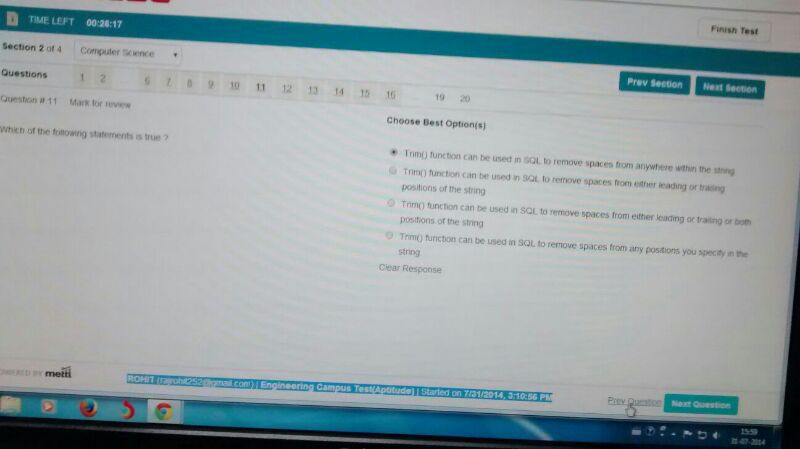 TIME LEFT 00:26:17
Finish Test
Section 2 of 4 Computer Science
Prev Section Next Section
Questions 1 2 6 7 8 9 10 11 12 13 14 15 16 19 20
Question # 11 Mark for review
Choose Best Option(s)
Which of the following statements is true ?
Trim() function can be used in SQL to remove spaces from anywhere within the string
Trim() function can be used in SQL to remove spaces from either leading or trailing
positions of the string
Trim() function can be used in SQL to remove spaces from either leading or trailing or both
positions of the string
Trim() function can be used in SQL to remove spaces from any positions you specify in the
string
Clear Response
POWERED BY mettl
ROHIT (rajrohit252@gmail.com) | Engineering Campus Test(Aptitude) | Started on 7/31/2014, 3:10:56 PM
Prev Question Next Question
15:59
31-07-2014